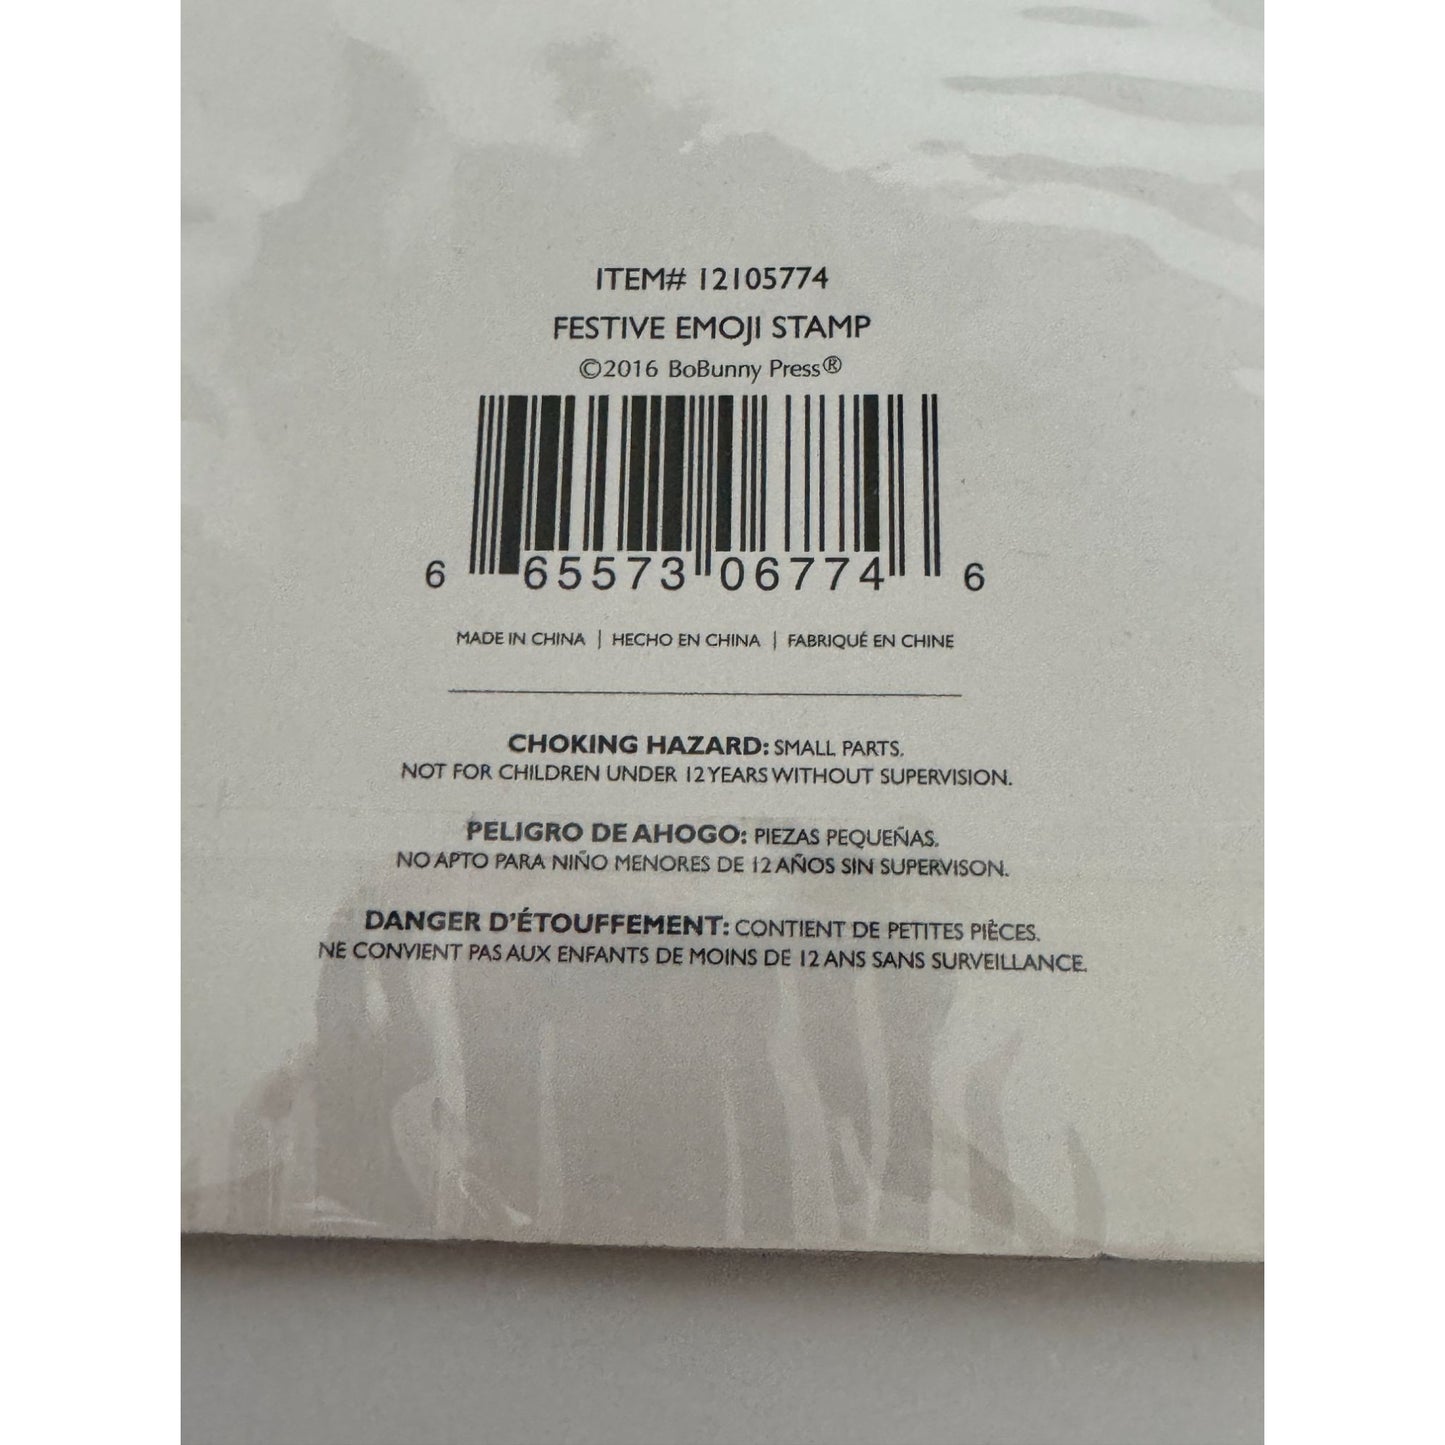 ITEM# 12105774
FESTIVE EMOJI STAMP
©2016 BoBunny Press®
6 65573 06774 6
MADE IN CHINA | HECHO EN CHINA | FABRIQUÉ EN CHINE
CHOKING HAZARD: SMALL PARTS.
NOT FOR CHILDREN UNDER 12 YEARS WITHOUT SUPERVISION.
PELIGRO DE AHOGO: PIEZAS PEQUEÑAS.
NO APTO PARA NIÑO MENORES DE 12 AÑOS SIN SUPERVISON.
DANGER D'ÉTOUFFEMENT: CONTIENT DE PETITES PIÈCES.
NE CONVIENT PAS AUX ENFANTS DE MOINS DE 12 ANS SANS SURVEILLANCE.